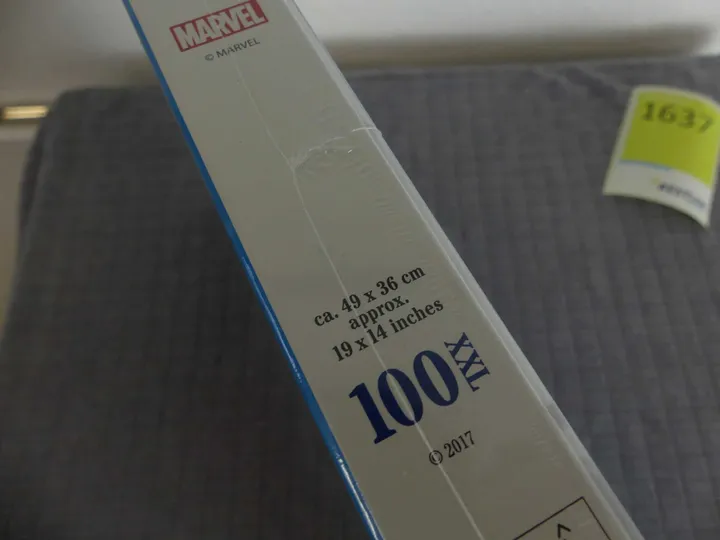 MARVEL
© MARVEL
1637
ca. 49 x 36 cm
approx.
19 x 14 inches
100 XXL
© 2017